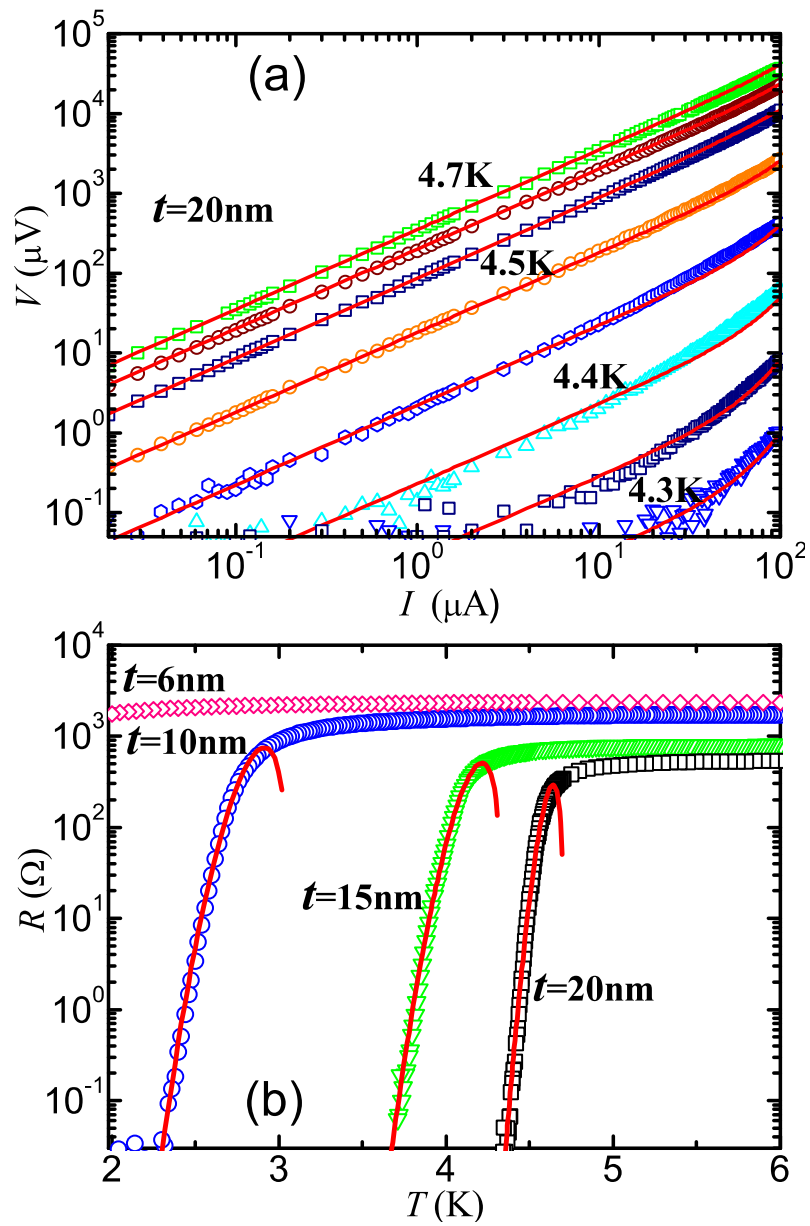 (a)
10^5
10^4
10^3
10^2
10^1
10^0
10^-1
V (μV)
t=20nm
4.7K
4.5K
4.4K
4.3K
10^-1 10^0 10^1 10^2
I (μA)
10^4
10^3
10^2
10^1
10^0
10^-1
R (Ω)
t=6nm
t=10nm
t=15nm
t=20nm
(b)
2 3 4 5 6
T (K)